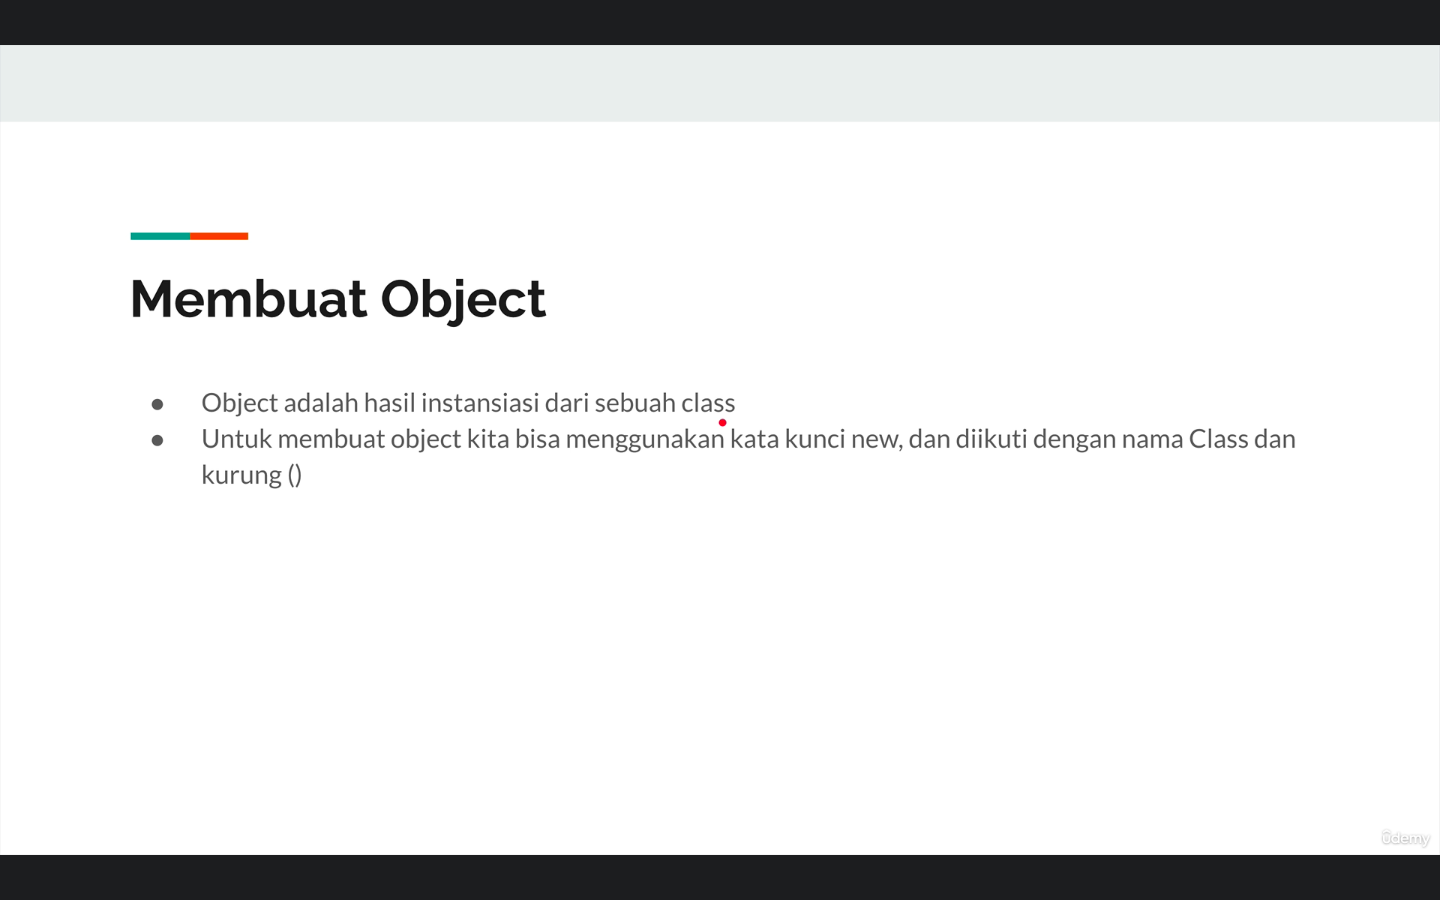 Membuat Object
● Object adalah hasil instansiasi dari sebuah class
● Untuk membuat object kita bisa menggunakan kata kunci new, dan diikuti dengan nama Class dan
kurung ()
ûdemy